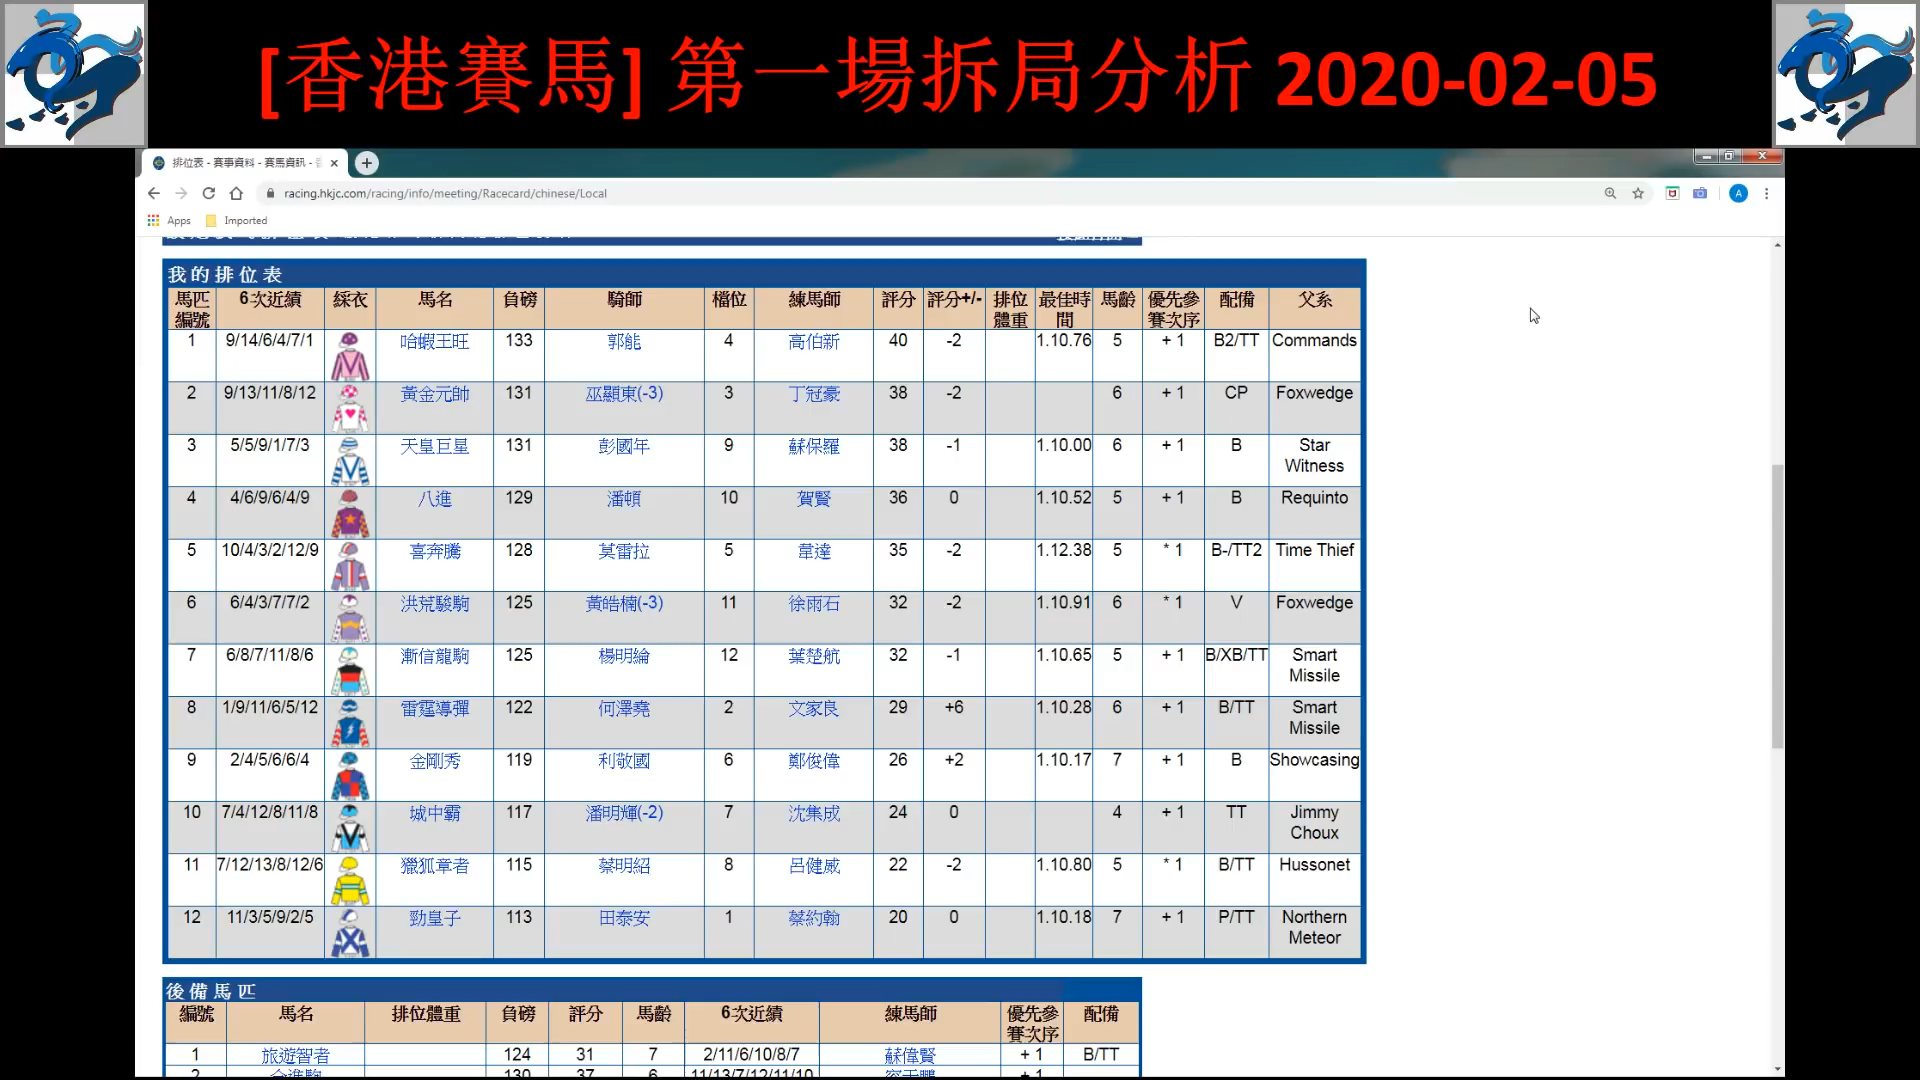 [香港賽馬] 第一場拆局分析 2020-02-05
排位表 - 賽事資料 - 賽馬資訊 -
racing.hkjc.com/racing/info/meeting/Racecard/chinese/Local
A
Apps Imported
我的排位表
馬匹編號 6次近績 綵衣 馬名 負磅 騎師 檔位 練馬師 評分 評分+/- 排位體重 最佳時間 馬齡 優先參賽次序 配備 父系
1 9/14/6/4/7/1 哈蝦王旺 133 郭能 4 高伯新 40 -2 1.10.76 5 + 1 B2/TT Commands
2 9/13/11/8/12 黃金元帥 131 巫顯東(-3) 3 丁冠豪 38 -2 6 + 1 CP Foxwedge
3 5/5/9/1/7/3 天皇巨星 131 彭國年 9 蘇保羅 38 -1 1.10.00 6 + 1 B Star Witness
4 4/6/9/6/4/9 八進 129 潘頓 10 賀賢 36 0 1.10.52 5 + 1 B Requinto
5 10/4/3/2/12/9 喜奔騰 128 莫雷拉 5 韋達 35 -2 1.12.38 5 * 1 B-/TT2 Time Thief
6 6/4/3/7/7/2 洪荒駿駒 125 黃皓楠(-3) 11 徐雨石 32 -2 1.10.91 6 * 1 V Foxwedge
7 6/8/7/11/8/6 漸信龍駒 125 楊明綸 12 葉楚航 32 -1 1.10.65 5 + 1 B/XB/TT Smart Missile
8 1/9/11/6/5/12 雷霆導彈 122 何澤堯 2 文家良 29 +6 1.10.28 6 + 1 B/TT Smart Missile
9 2/4/5/6/6/4 金剛秀 119 利敬國 6 鄭俊偉 26 +2 1.10.17 7 + 1 B Showcasing
10 7/4/12/8/11/8 城中霸 117 潘明輝(-2) 7 沈集成 24 0 4 + 1 TT Jimmy Choux
11 7/12/13/8/12/6 獵狐章者 115 蔡明紹 8 呂健威 22 -2 1.10.80 5 * 1 B/TT Hussonet
12 11/3/5/9/2/5 勁皇子 113 田泰安 1 蔡約翰 20 0 1.10.18 7 + 1 P/TT Northern Meteor
後備馬匹
編號 馬名 排位體重 負磅 評分 馬齡 6次近績 練馬師 優先參賽次序 配備
1 旅遊智者 124 31 7 2/11/6/10/8/7 蘇偉賢 + 1 B/TT
2 130 37 6 11/13/7/12/11/10 + 1